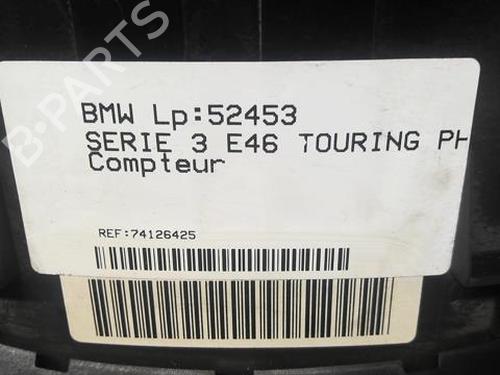 B-PARTS
BMW Lp:52453
SERIE 3 E46 TOURING PH
Compteur
REF:74126425